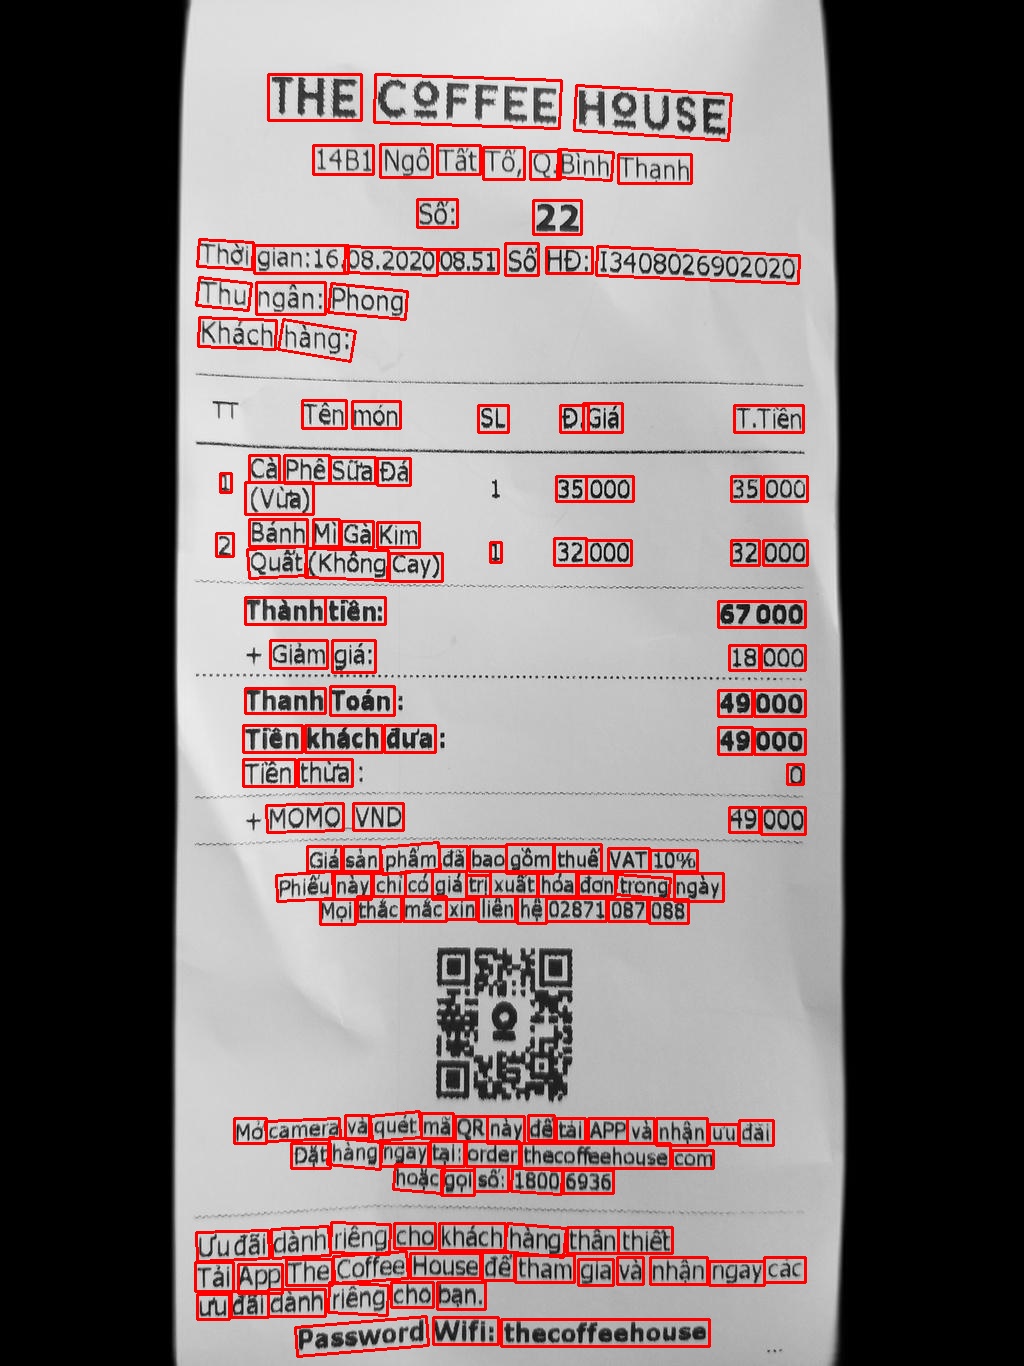 THE COFFEE HOUSE
14B1 Ngô Tất Tố, Q.Bình Thạnh
Số: 22
Thời gian:16.08.2020 08.51 Số HĐ: I3408026902020
Thu ngân: Phong
Khách hàng:
TT Tên món SL Đ.Giá T.Tiền
1 Cà Phê Sữa Đá 1 35 000 35 000
(Vừa)
2 Bánh Mì Gà Kim 1 32 000 32 000
Quất (Không Cay)
Thành tiền: 67 000
+ Giảm giá: 18 000
Thanh Toán : 49 000
Tiền khách đưa : 49 000
Tiền thừa : 0
+ MOMO_VND 49 000
Giá sản phẩm đã bao gồm thuế VAT 10%
Phiếu này chỉ có giá trị xuất hóa đơn trong ngày
Mọi thắc mắc xin liên hệ 02871 087 088
Mở camera và quét mã QR này để tải APP và nhận ưu đãi
Đặt hàng ngay tại: order thecoffeehouse com
hoặc gọi số: 1800 6936
Ưu đãi dành riêng cho khách hàng thân thiết
Tải App The Coffee House để tham gia và nhận ngay các
ưu đãi dành riêng cho bạn.
Password Wifi: thecoffeehouse